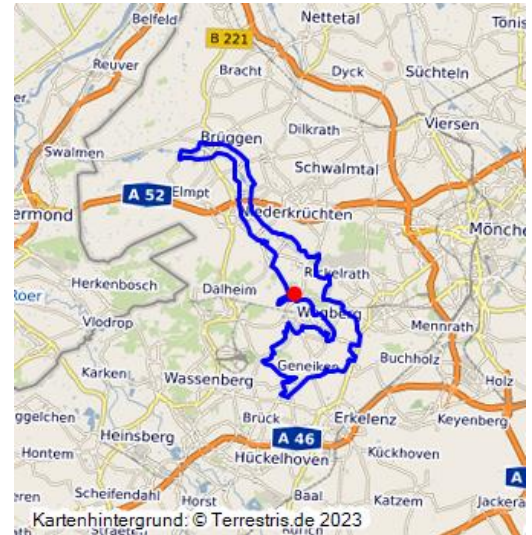 Belfeld
Nettetal
Tönis
B 221
Reuver
Bracht
Dyck
Süchteln
Viersen
Brüggen
Dilkrath
Swalmen
Schwalmtal
A 52
Elmpt
ermond
Niederkrüchten
Mönche
Roer
Herkenbosch
Dalheim
Rickelrath
Vlodrop
Wegberg
Mennrath
Karken
Geneiken
Buchholz
Holz
Wassenberg
ggelchen
Brück
Erkelenz
Keyenberg
Heinsberg
A 46
Hontem
Hückelhoven
Kückhoven
A
Scheifendahl
Horst
Baal
Katzem
Jackera
Straeten
Rurich
Kartenhintergrund: © Terrestris.de 2023